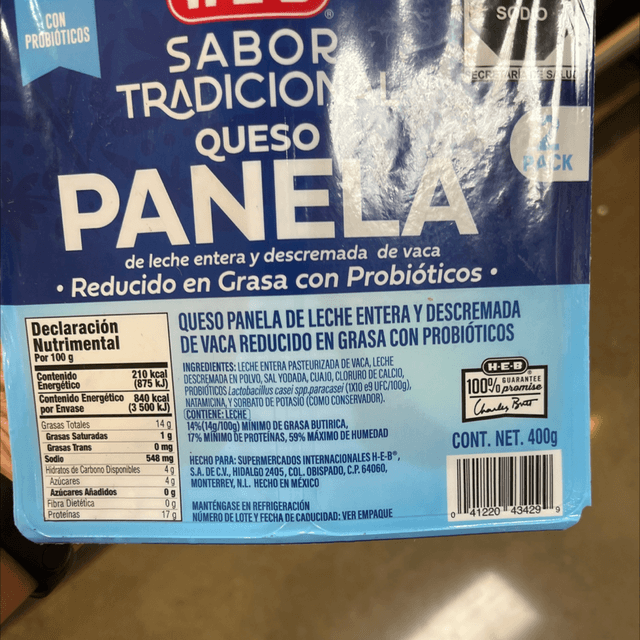 CON
PROBIÓTICOS
H-E-B
®
SODIO
SECRETARÍA DE SALUD
SABOR
TRADICIONAL
2
PACK
QUESO
PANELA
de leche entera y descremada de vaca
• Reducido en Grasa con Probióticos •
Declaración
Nutrimental
Por 100 g
Contenido Energético 210 kcal (875 kJ)
Contenido Energético por Envase 840 kcal (3 500 kJ)
Grasas Totales 14 g
Grasas Saturadas 1 g
Grasas Trans 0 mg
Sodio 548 mg
Hidratos de Carbono Disponibles 4 g
Azúcares 4 g
Azúcares Añadidos 0 g
Fibra Dietética 0 g
Proteínas 17 g
QUESO PANELA DE LECHE ENTERA Y DESCREMADA
DE VACA REDUCIDO EN GRASA CON PROBIÓTICOS
INGREDIENTES: LECHE ENTERA PASTEURIZADA DE VACA, LECHE
DESCREMADA EN POLVO, SAL YODADA, CUAJO, CLORURO DE CALCIO,
PROBIÓTICOS Lactobacillus casei spp.paracasei (1X10 e9 UFC/100g),
NATAMICINA, Y SORBATO DE POTASIO (COMO CONSERVADOR).
CONTIENE: LECHE
14%(14g/100g) MÍNIMO DE GRASA BUTIRICA,
17% MÍNIMO DE PROTEÍNAS, 59% MÁXIMO DE HUMEDAD
HECHO PARA: SUPERMERCADOS INTERNACIONALES H-E-B®,
S.A. DE C.V., HIDALGO 2405, COL. OBISPADO, C.P. 64060,
MONTERREY, N.L. HECHO EN MÉXICO
MANTÉNGASE EN REFRIGERACIÓN
NÚMERO DE LOTE Y FECHA DE CADUCIDAD: VER EMPAQUE
H-E-B
100% GUARANTEE promise
Charles Butt
CONT. NET. 400g
0 41220 43429 9